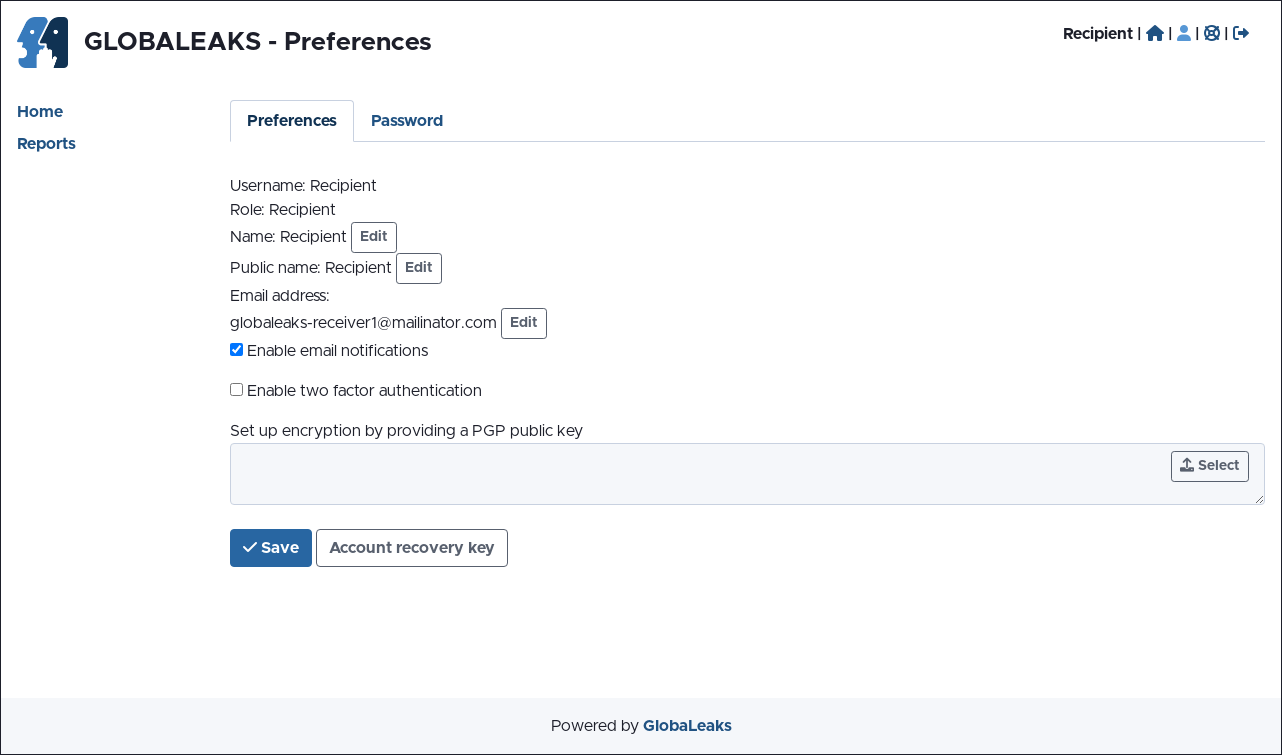 GLOBALEAKS - Preferences
Recipient | | | |
Home
Reports
Preferences
Password
Username: Recipient
Role: Recipient
Name: Recipient Edit
Public name: Recipient Edit
Email address:
globaleaks-receiver1@mailinator.com Edit
Enable email notifications
Enable two factor authentication
Set up encryption by providing a PGP public key
Select
Save Account recovery key
Powered by GlobaLeaks